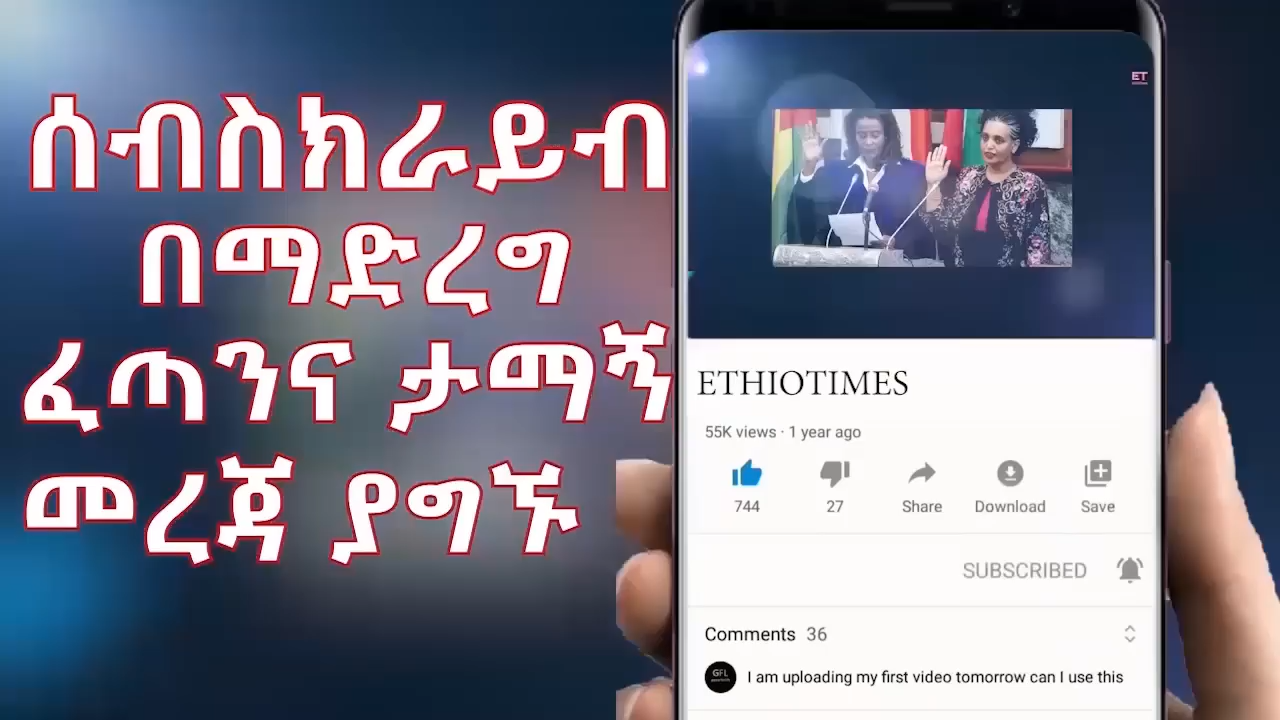 ሰብስክራይብ
በማድረግ
ፈጣንና ታማኝ
መረጃ ያግኙ
ET
ETHIOTIMES
55K views · 1 year ago
744
27
Share
Download
Save
SUBSCRIBED
Comments 36
GFL
I am uploading my first video tomorrow can I use this